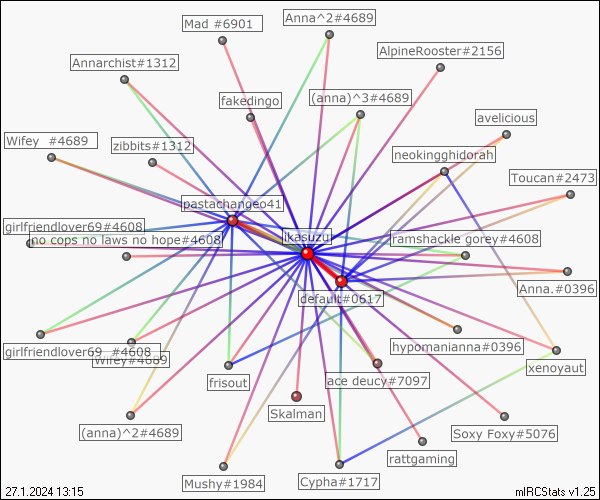 Anna^2#4689
Mad #6901
AlpineRooster#2156
Annarchist#1312
fakedingo
(anna)^3#4689
avelicious
Wifey  #4689
zibbits#1312
neokingghidorah
Toucan#2473
pastachangeo41
girlfriendlover69#4608
ikasuzu
no cops no laws no hope#4608
ramshackle gorey#4608
Anna.#0396
default#0617
girlfriendlover69  #4608
Wifey#4689
hypomanianna#0396
xenoyaut
frisout
ace deucy#7097
Skalman
(anna)^2#4689
Soxy Foxy#5076
rattgaming
Mushy#1984
Cypha#1717
27.1.2024 13:15
mIRCStats v1.25